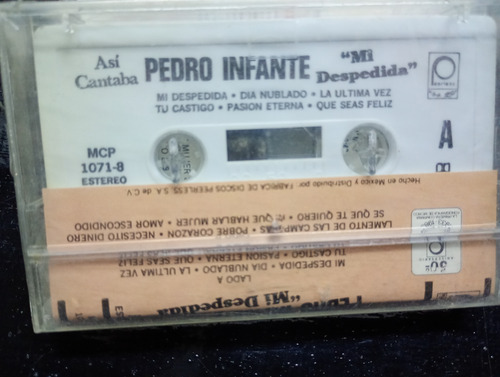 Así Cantaba
PEDRO INFANTE
"Mi Despedida"
MI DESPEDIDA • DIA NUBLADO • LA ULTIMA VEZ
TU CASTIGO • PASION ETERNA • QUE SEAS FELIZ
MCP
1071-8
ESTEREO
A
Hecho en México y Distribuido por: FABRICA DE DISCOS PEERLESS S.A. de C.V.
SE QUE TE QUIERO • Y QUE HABLAR MUJER
LAMENTO DE LAS CAMPANAS • POBRE CORAZON • NECESITO DINERO
AMOR ESCONDIDO
TU CASTIGO • PASION ETERNA • QUE SEAS FELIZ
MI DESPEDIDA • DIA NUBLADO • LA ULTIMA VEZ
LADO A
"Mi Despedida"